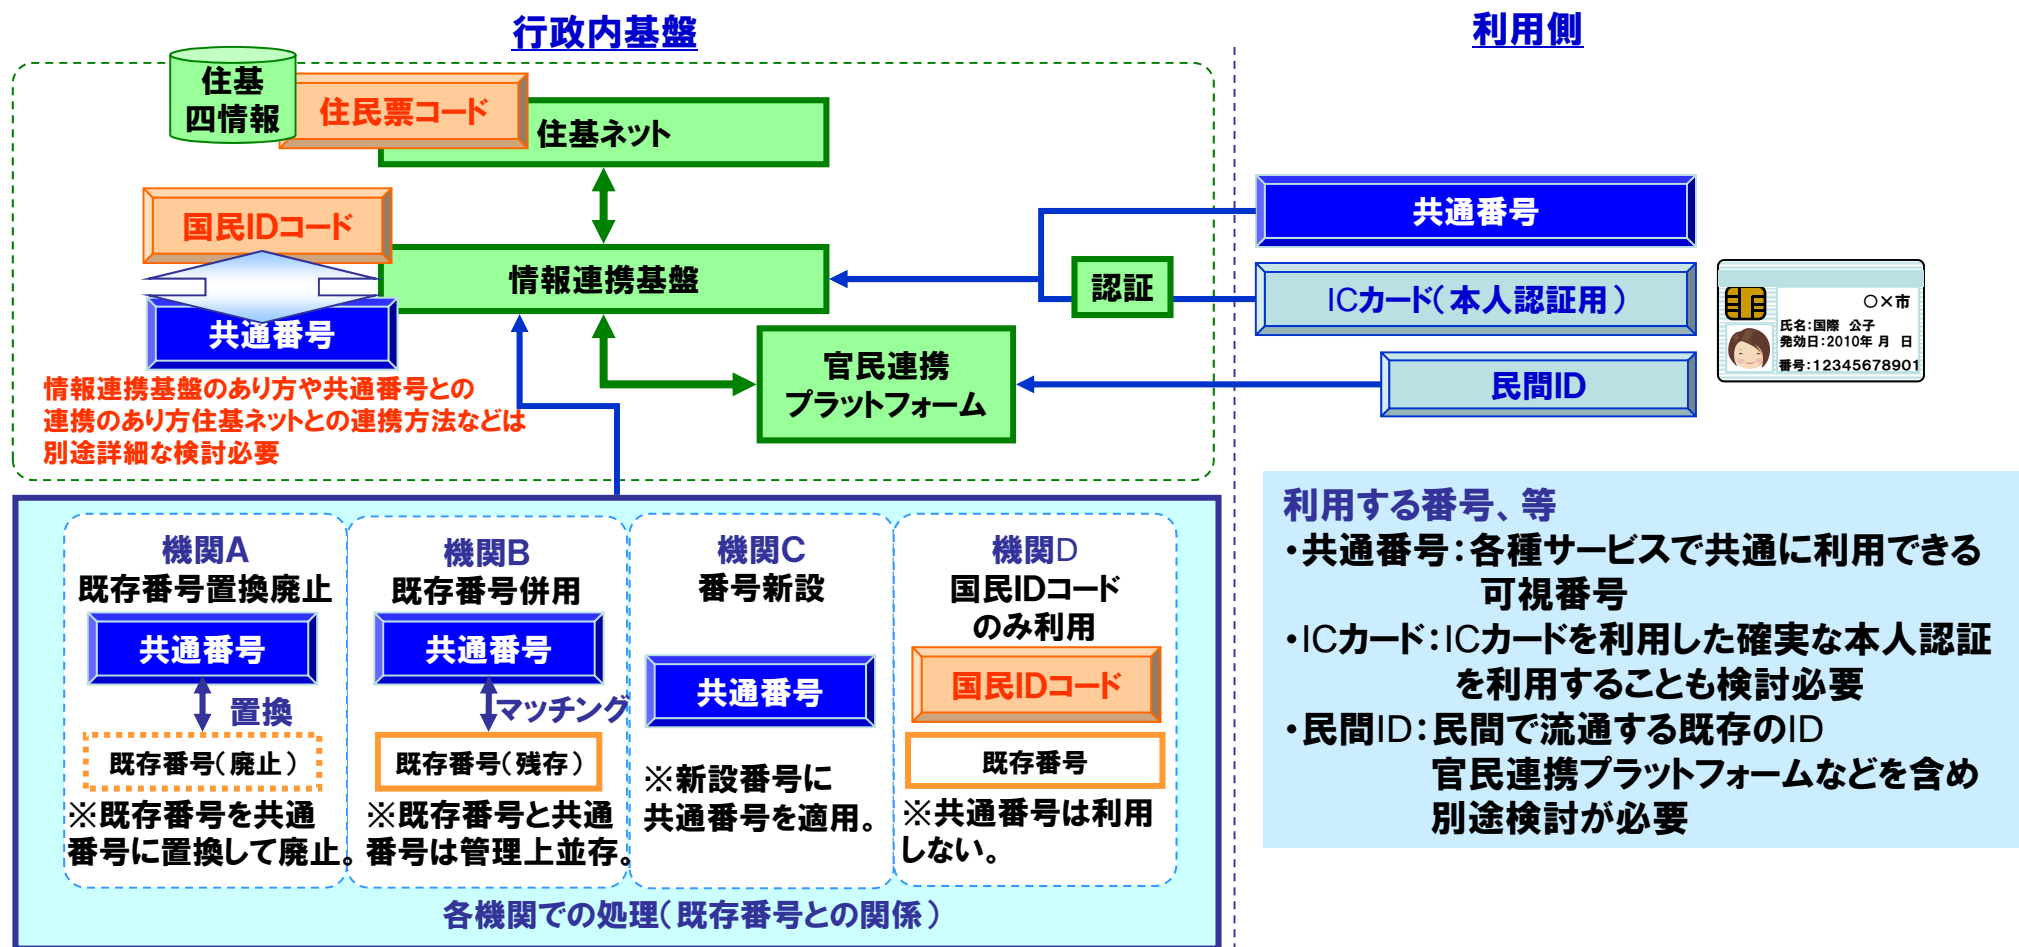 行政内基盤
利用側
住基
四情報
住民票コード
住基ネット
国民IDコード
情報連携基盤
共通番号
認証
官民連携
プラットフォーム
情報連携基盤のあり方や共通番号との
連携のあり方住基ネットとの連携方法などは
別途詳細な検討必要
共通番号
ICカード(本人認証用)
民間ID
〇×市
氏名:国際 公子
発効日:2010年 月 日
番号:12345678901
機関A
既存番号置換廃止
共通番号
置換
既存番号(廃止)
※既存番号を共通
番号に置換して廃止。
機関B
既存番号併用
共通番号
マッチング
既存番号(残存)
※既存番号と共通
番号は管理上並存。
機関C
番号新設
共通番号
※新設番号に
共通番号を適用。
機関D
国民IDコード
のみ利用
国民IDコード
既存番号
※共通番号は利用
しない。
各機関での処理(既存番号との関係)
利用する番号、等
・共通番号:各種サービスで共通に利用できる
可視番号
・ICカード:ICカードを利用した確実な本人認証
を利用することも検討必要
・民間ID:民間で流通する既存のID
官民連携プラットフォームなどを含め
別途検討が必要